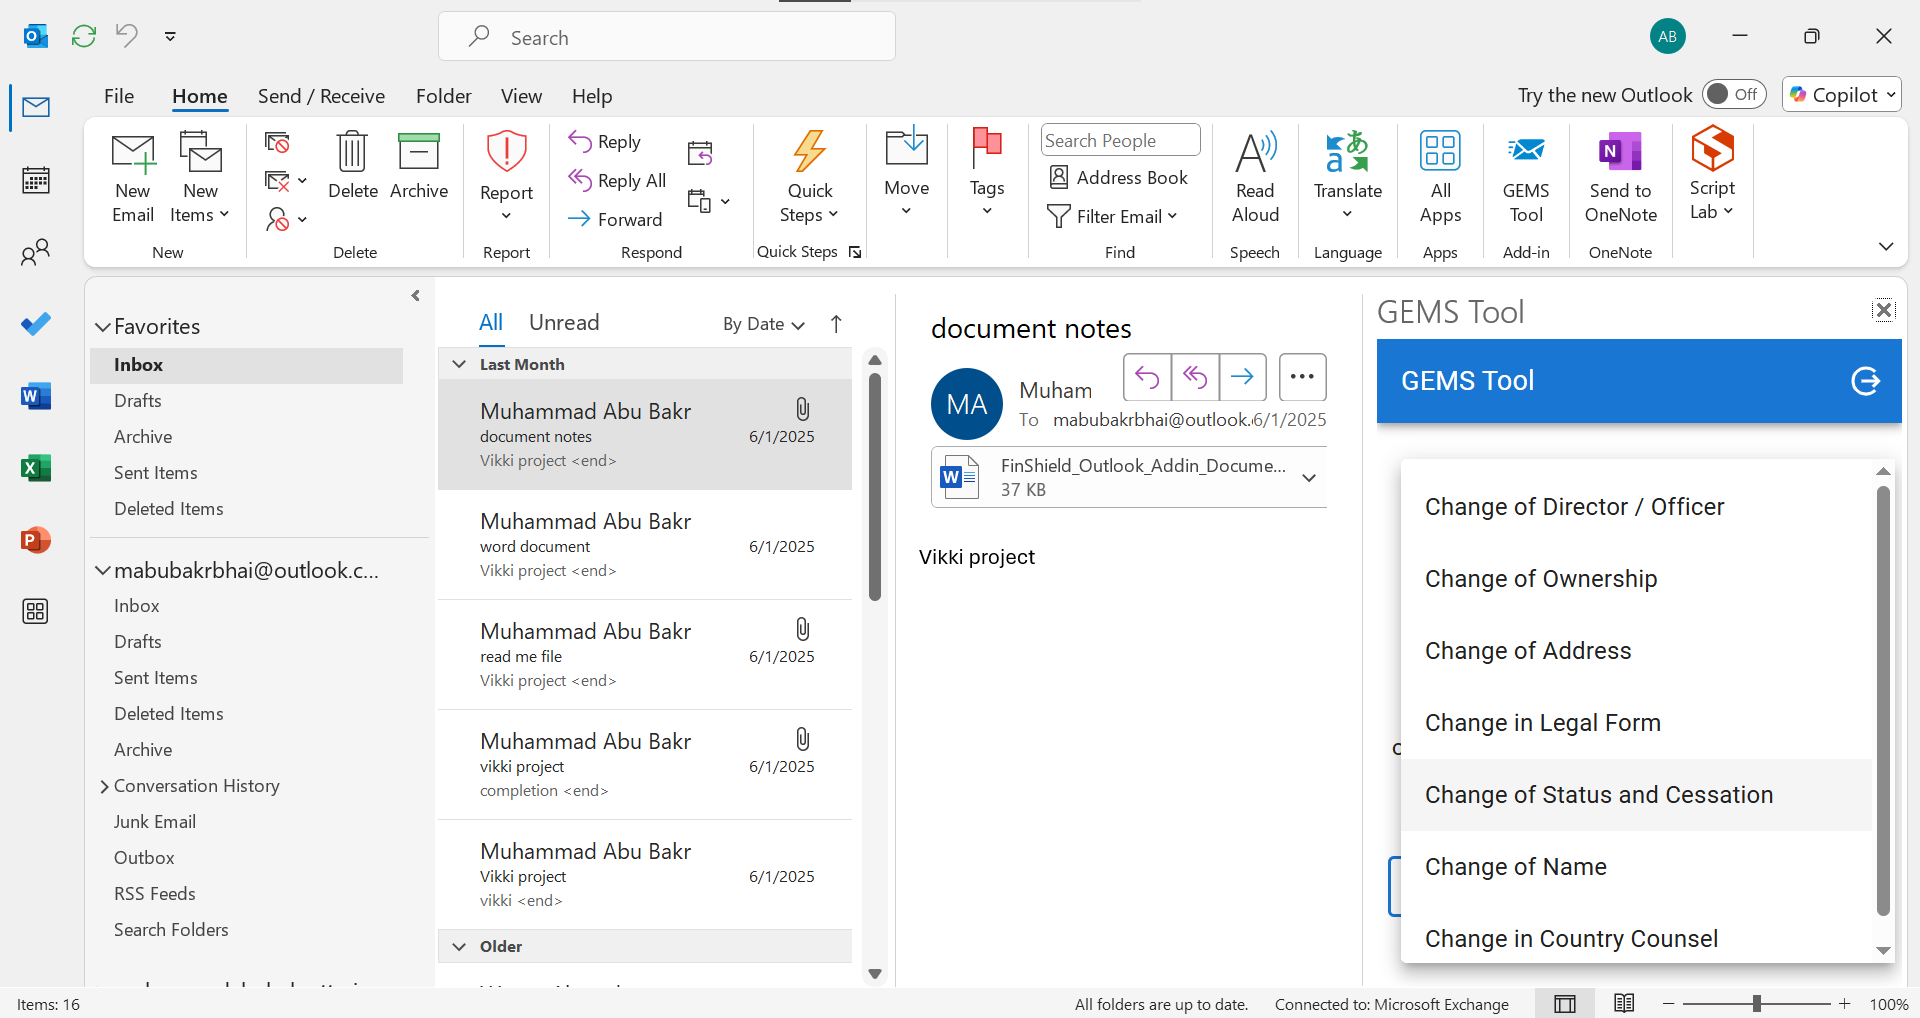 AB
Search
File
Home
Send / Receive
Folder
View
Help
Try the new Outlook
Off
Copilot
New Email
New Items
New
Delete
Archive
Delete
Report
Report
Reply
Reply All
Forward
Respond
Quick Steps
Quick Steps
Move
Tags
Search People
Address Book
Filter Email
Find
Read Aloud
Speech
Translate
Language
All Apps
Apps
GEMS Tool
Add-in
Send to OneNote
OneNote
Script Lab
Favorites
Inbox
Drafts
Archive
Sent Items
Deleted Items
mabubakrbhai@outlook.c...
Inbox
Drafts
Sent Items
Deleted Items
Archive
Conversation History
Junk Email
Outbox
RSS Feeds
Search Folders
All
Unread
By Date
Last Month
Muhammad Abu Bakr
document notes
6/1/2025
Vikki project <end>
Muhammad Abu Bakr
word document
6/1/2025
Vikki project <end>
Muhammad Abu Bakr
read me file
6/1/2025
Vikki project <end>
Muhammad Abu Bakr
vikki project
6/1/2025
completion <end>
Muhammad Abu Bakr
Vikki project
6/1/2025
vikki <end>
Older
document notes
MA
Muham
To mabubakrbhai@outlook.
6/1/2025
FinShield_Outlook_Addin_Docume...
37 KB
Vikki project
GEMS Tool
GEMS Tool
Change of Director / Officer
Change of Ownership
Change of Address
Change in Legal Form
Change of Status and Cessation
Change of Name
Change in Country Counsel
Items: 16
All folders are up to date.
Connected to: Microsoft Exchange
100%